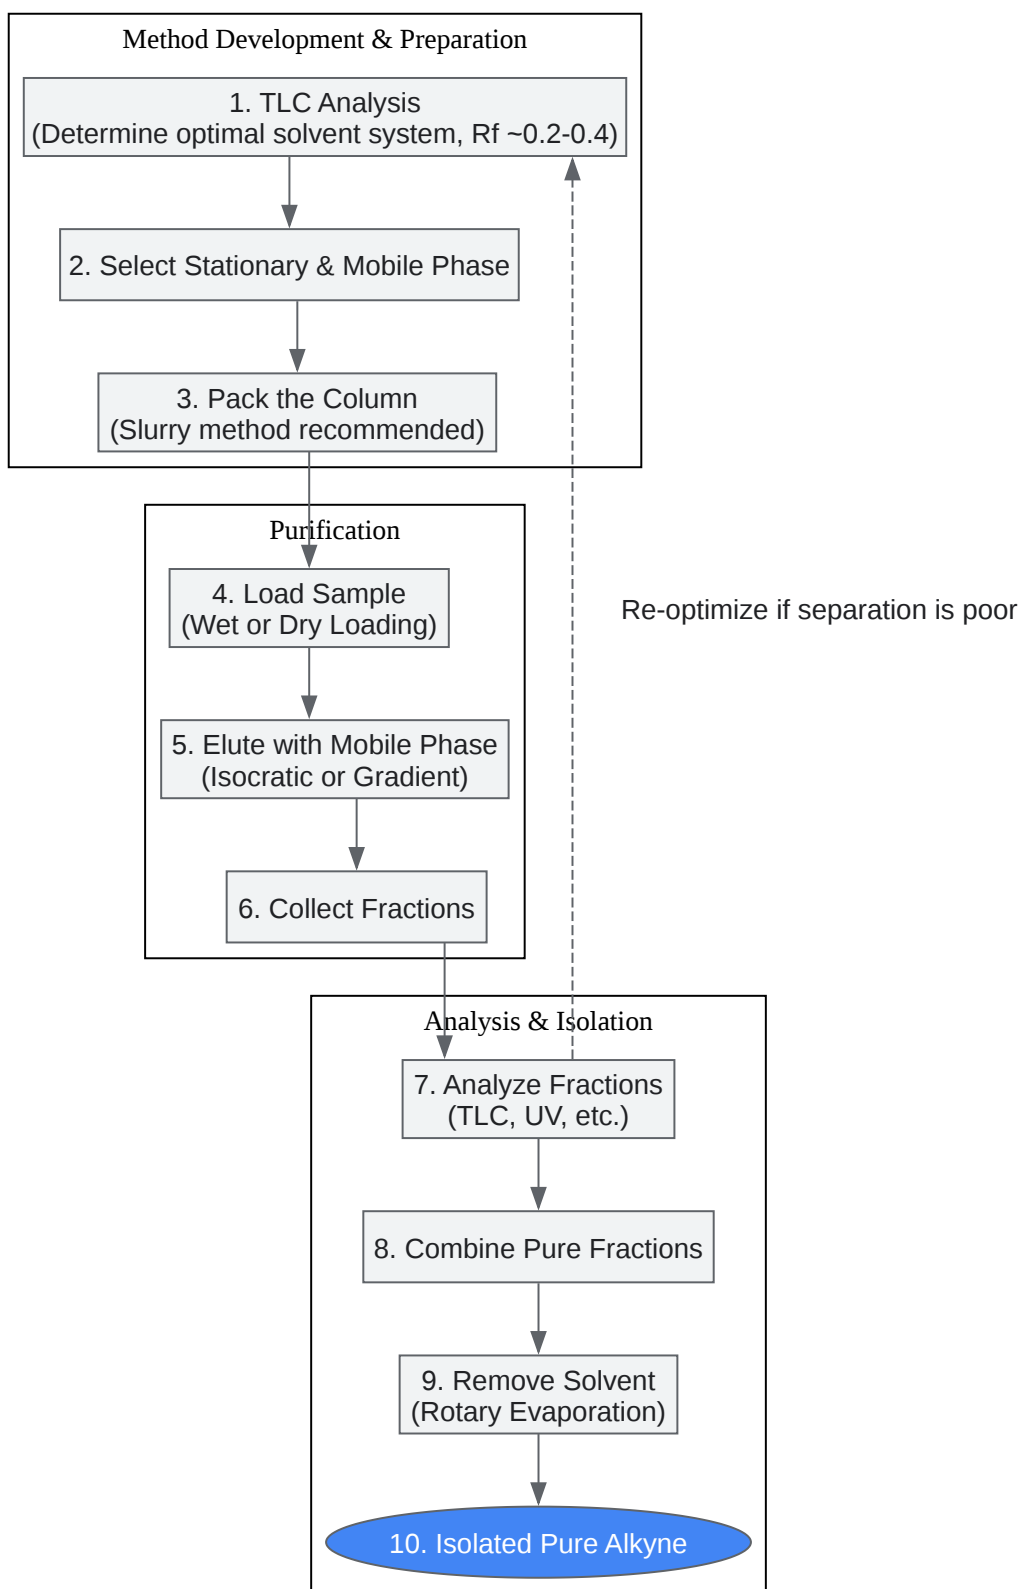 Method Development & Preparation
1. TLC Analysis
(Determine optimal solvent system, Rf ~0.2-0.4)
2. Select Stationary & Mobile Phase
3. Pack the Column
(Slurry method recommended)
Purification
4. Load Sample
(Wet or Dry Loading)
Re-optimize if separation is poor
5. Elute with Mobile Phase
(Isocratic or Gradient)
6. Collect Fractions
Analysis & Isolation
7. Analyze Fractions
(TLC, UV, etc.)
8. Combine Pure Fractions
9. Remove Solvent
(Rotary Evaporation)
10. Isolated Pure Alkyne